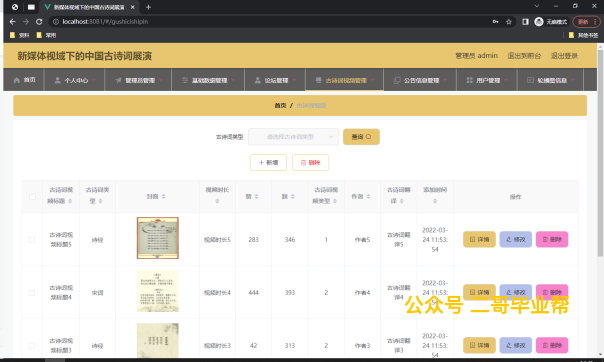 新媒体视域下的中国古诗词展演
localhost:8081/#/gushicishipin
无痕模式
更新
资料
常用
其他书签
新媒体视域下的中国古诗词展演
管理员 admin
退出到前台
退出登录
首页
个人中心
管理员管理
基础数据管理
论坛管理
古诗词视频管理
公告信息管理
用户管理
轮播图信息
首页 / 古诗词视频
古诗词类型
请选择古诗词类型
查询
+ 新增
删除
古诗词视频标题
古诗词类型
封面
视频时长
赞
踩
古诗词视频类型
作者
古诗词翻译
添加时间
操作
古诗词视频标题5
诗经
视频时长5
283
346
1
作者5
古诗词翻译5
2022-03-24 11:53:54
详情
修改
删除
古诗词视频标题4
宋词
视频时长4
444
393
2
作者4
古诗词翻译4
2022-03-24 11:53:54
详情
修改
删除
古诗词视频标题3
诗经
视频时长3
42
313
2
作者3
古诗词翻译3
2022-03-24 11:53:54
详情
修改
删除
公众号 二哥毕业帮